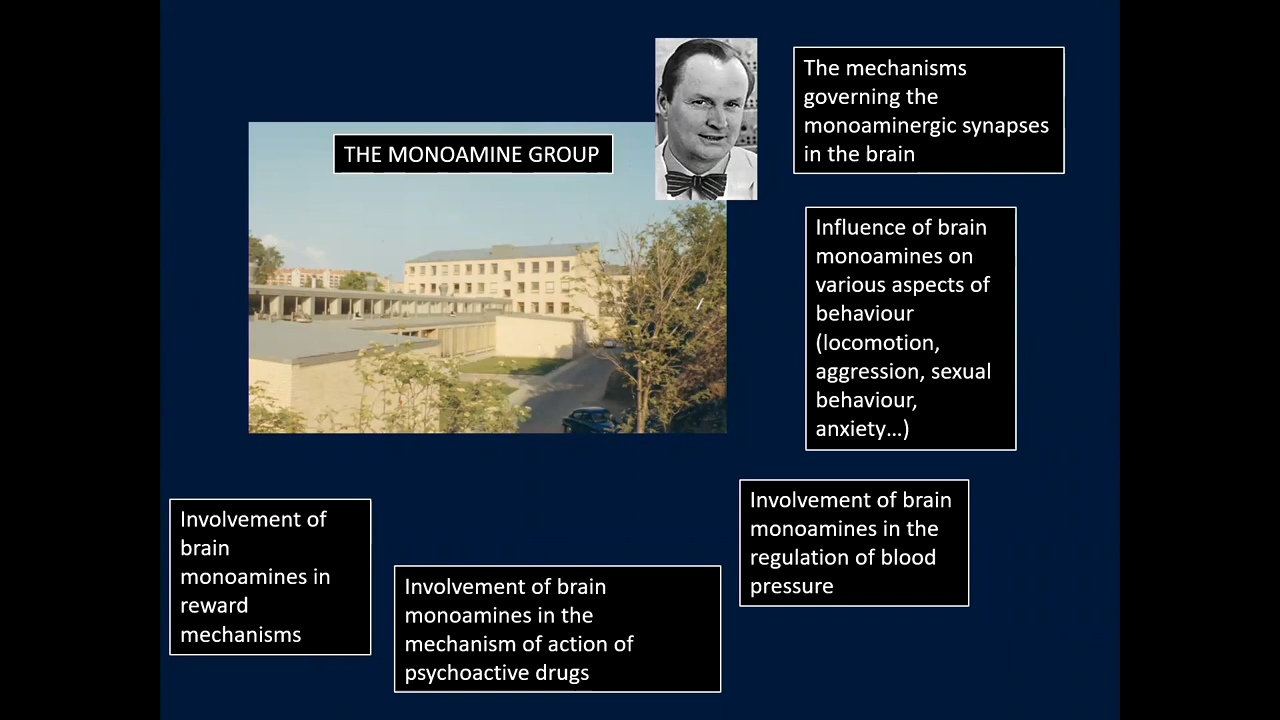 THE MONOAMINE GROUP
The mechanisms
governing the
monoaminergic synapses
in the brain
Influence of brain
monoamines on
various aspects of
behaviour
(locomotion,
aggression, sexual
behaviour,
anxiety...)
Involvement of brain
monoamines in the
regulation of blood
pressure
Involvement of
brain
monoamines in
reward
mechanisms
Involvement of brain
monoamines in the
mechanism of action of
psychoactive drugs